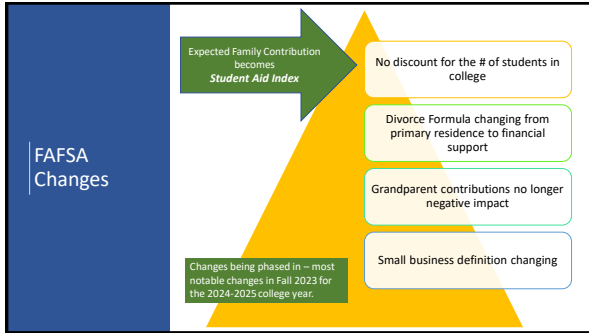 FAFSA
Changes
Expected Family Contribution
becomes
Student Aid Index
No discount for the # of students in
college
Divorce Formula changing from
primary residence to financial
support
Grandparent contributions no longer
negative impact
Small business definition changing
Changes being phased in – most
notable changes in Fall 2023 for
the 2024-2025 college year.